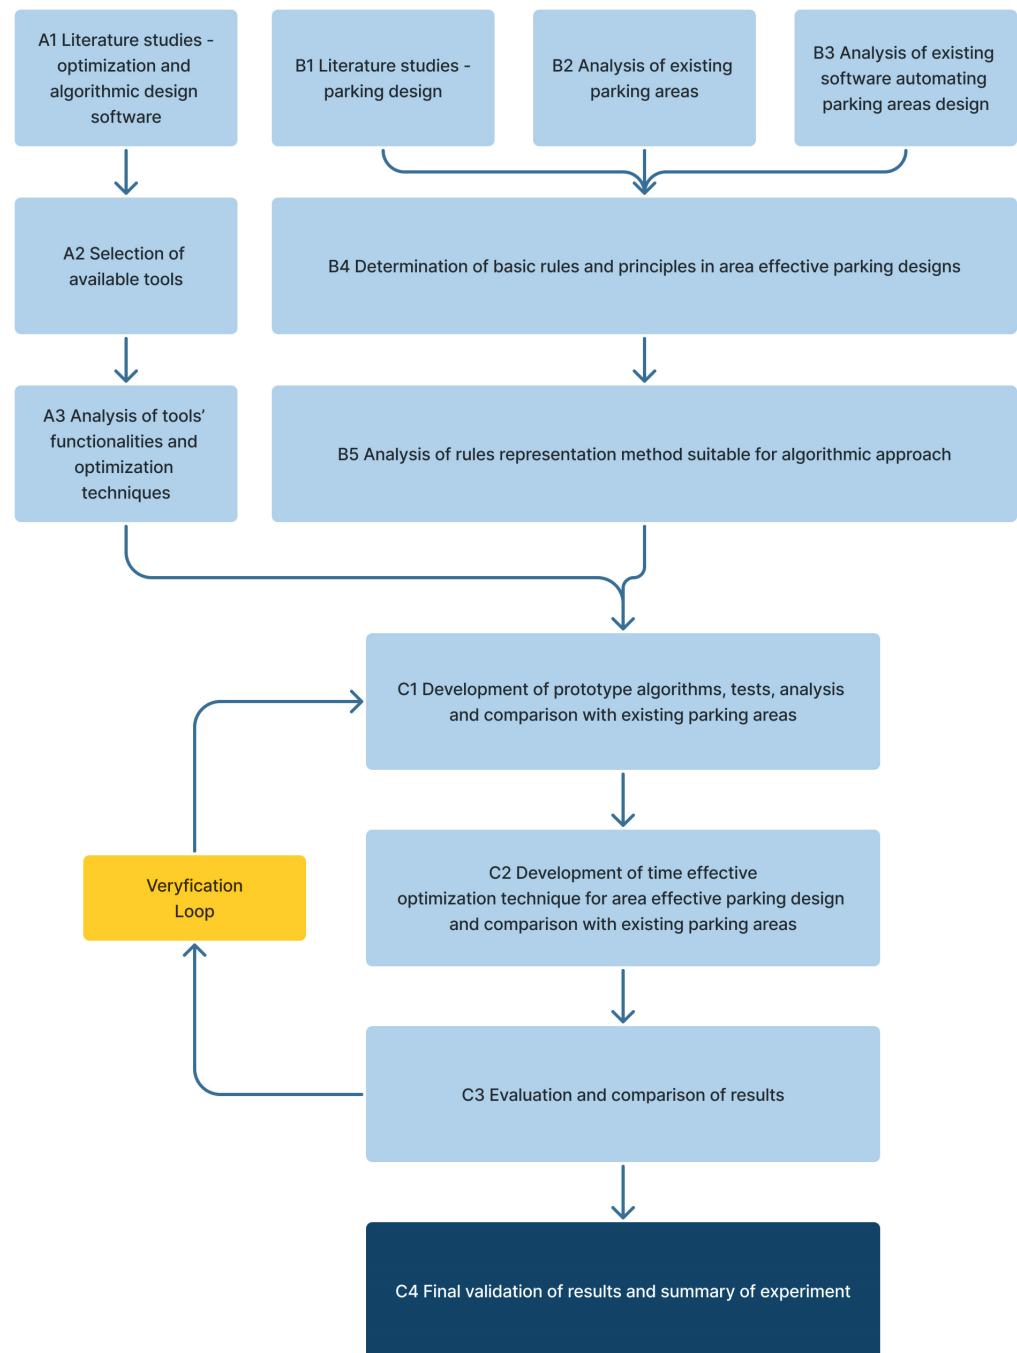 A1 Literature studies -
optimization and
algorithmic design
software
B1 Literature studies -
parking design
B2 Analysis of existing
parking areas
B3 Analysis of existing
software automating
parking areas design
A2 Selection of
available tools
B4 Determination of basic rules and principles in area effective parking designs
A3 Analysis of tools’
functionalities and
optimization
techniques
B5 Analysis of rules representation method suitable for algorithmic approach
C1 Development of prototype algorithms, tests, analysis
and comparison with existing parking areas
Veryfication
Loop
C2 Development of time effective
optimization technique for area effective parking design
and comparison with existing parking areas
C3 Evaluation and comparison of results
C4 Final validation of results and summary of experiment